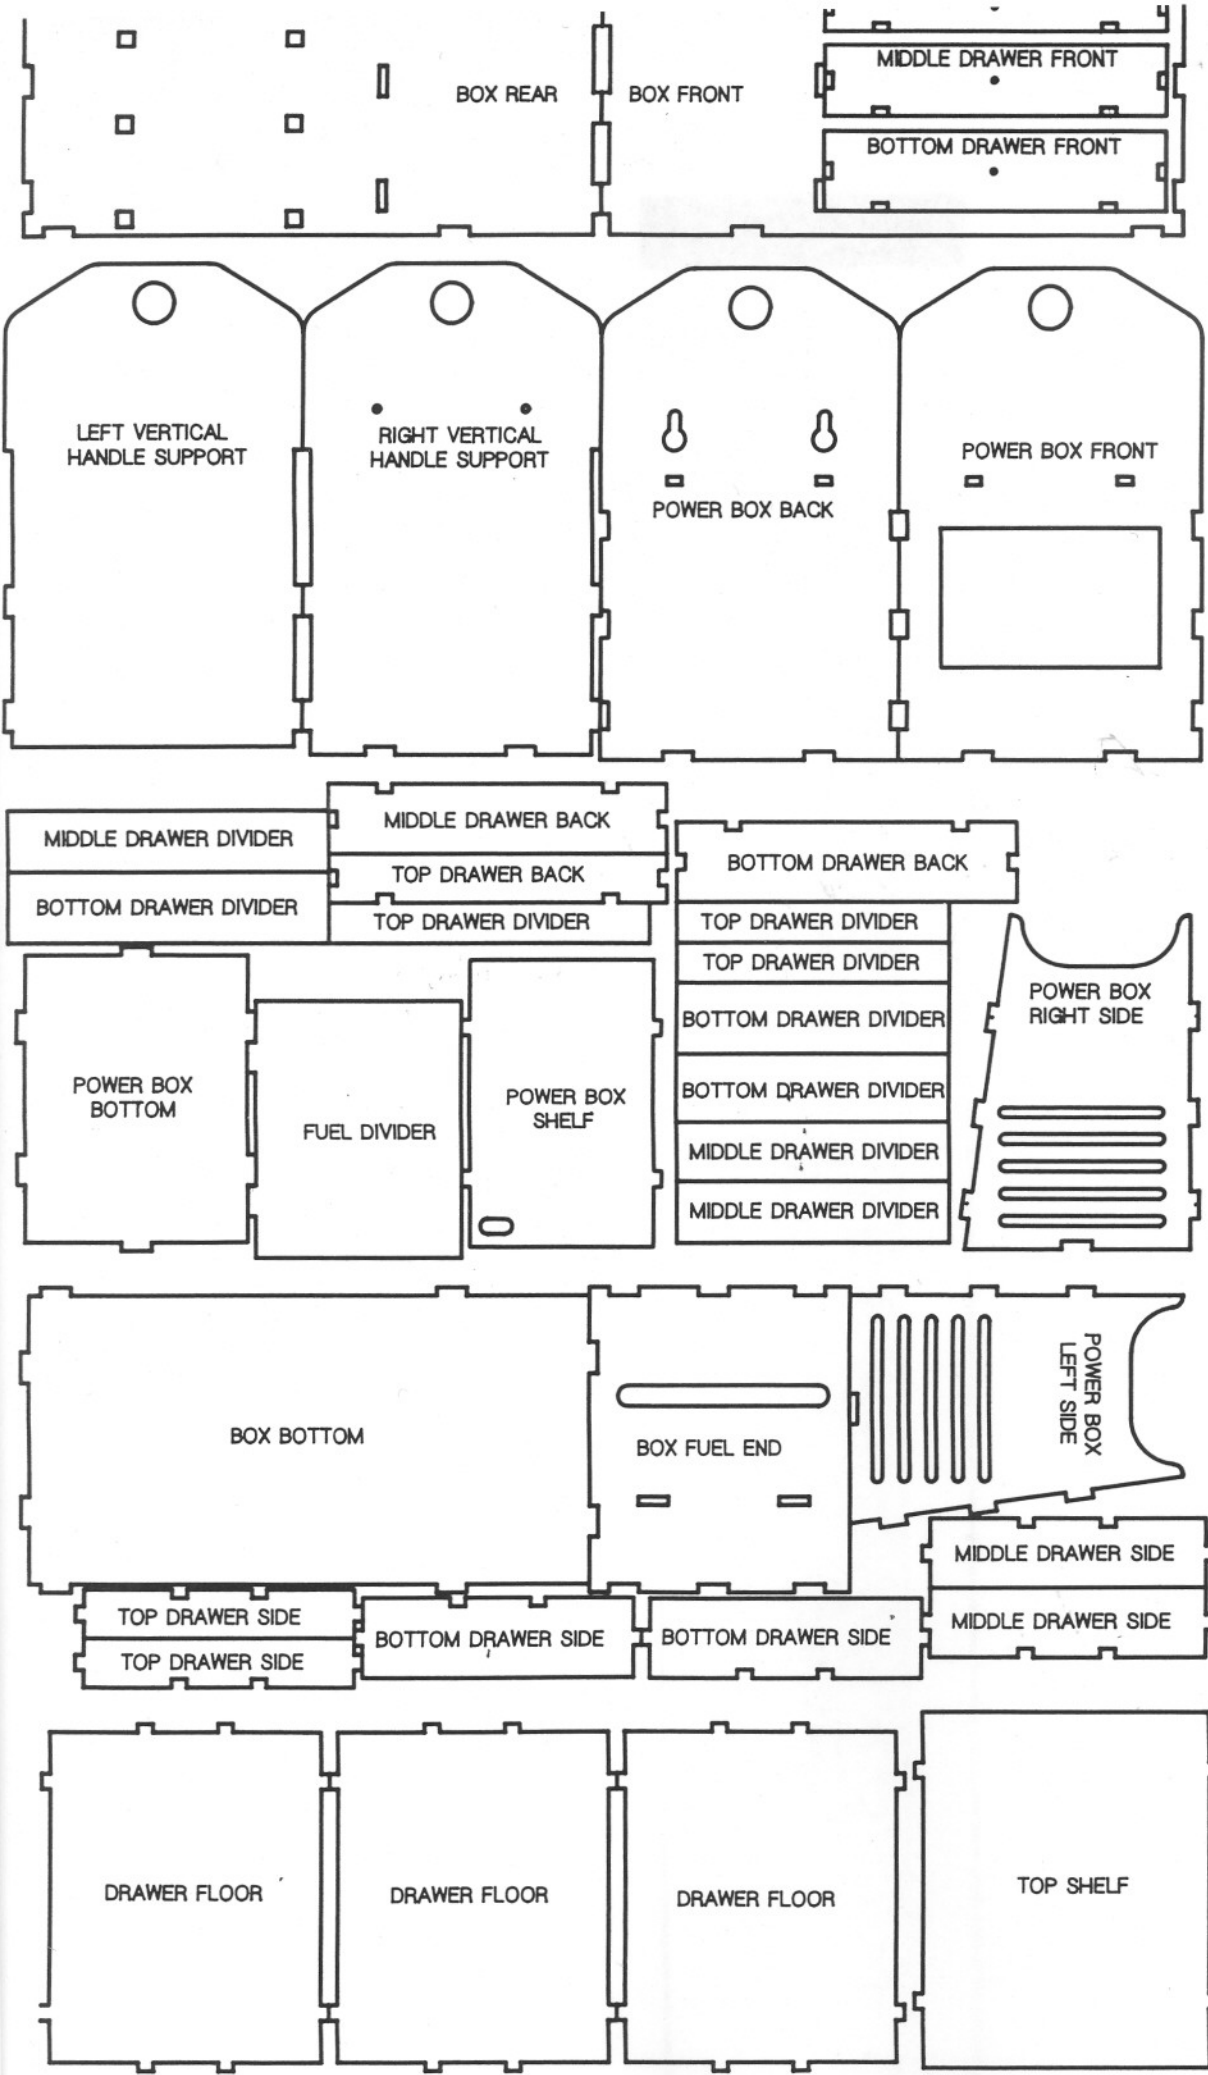 MIDDLE DRAWER FRONT
BOX REAR
BOX FRONT
BOTTOM DRAWER FRONT
LEFT VERTICAL
HANDLE SUPPORT
RIGHT VERTICAL
HANDLE SUPPORT
POWER BOX BACK
POWER BOX FRONT
MIDDLE DRAWER DIVIDER
MIDDLE DRAWER BACK
BOTTOM DRAWER BACK
TOP DRAWER BACK
BOTTOM DRAWER DIVIDER
TOP DRAWER DIVIDER
TOP DRAWER DIVIDER
TOP DRAWER DIVIDER
BOTTOM DRAWER DIVIDER
BOTTOM DRAWER DIVIDER
MIDDLE DRAWER DIVIDER
MIDDLE DRAWER DIVIDER
POWER BOX
RIGHT SIDE
POWER BOX
BOTTOM
FUEL DIVIDER
POWER BOX
SHELF
BOX BOTTOM
BOX FUEL END
POWER BOX
LEFT SIDE
MIDDLE DRAWER SIDE
MIDDLE DRAWER SIDE
TOP DRAWER SIDE
TOP DRAWER SIDE
BOTTOM DRAWER SIDE
BOTTOM DRAWER SIDE
DRAWER FLOOR
DRAWER FLOOR
DRAWER FLOOR
TOP SHELF